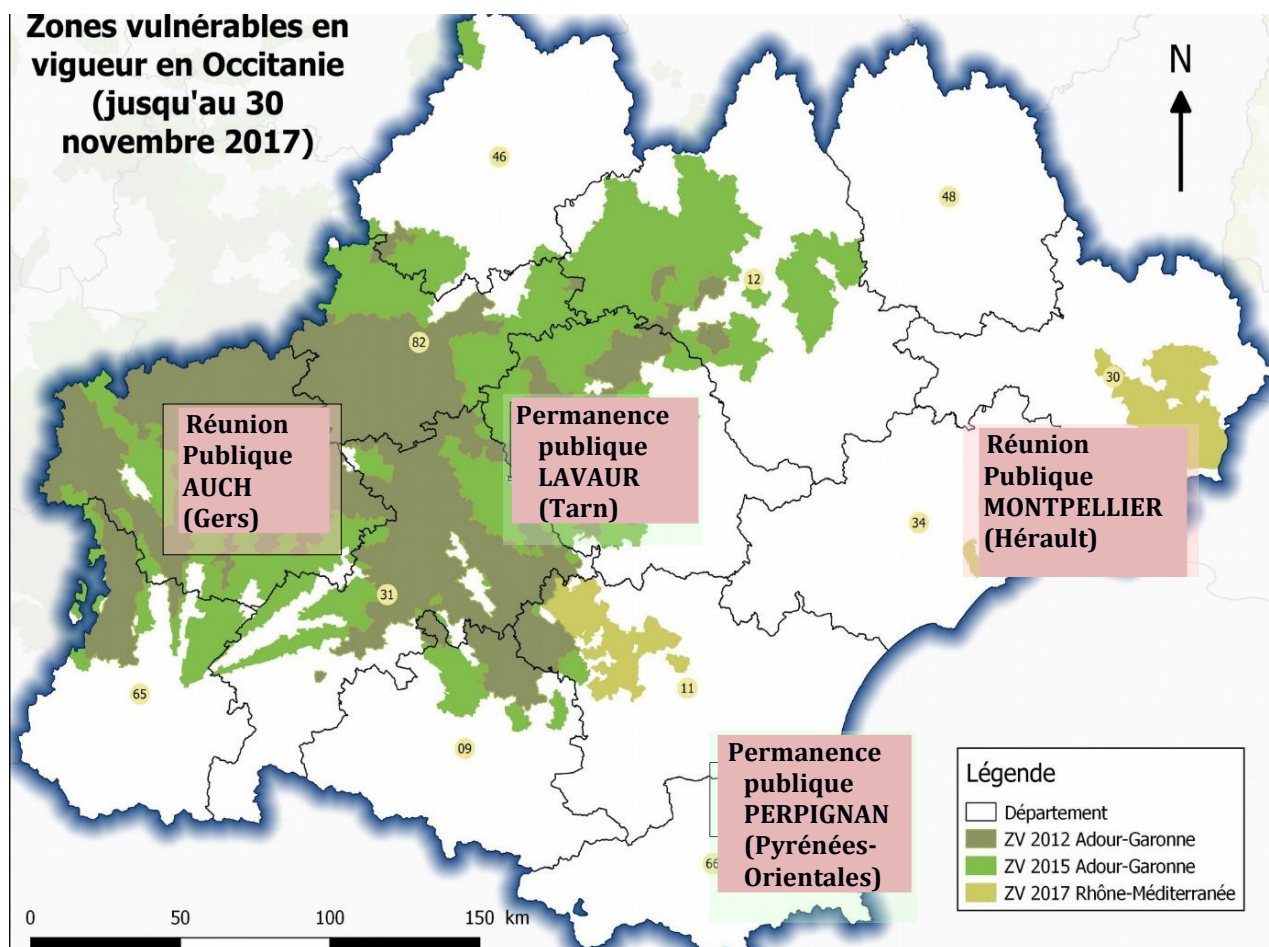 Zones vulnérables en
vigueur en Occitanie
(jusqu'au 30
novembre 2017)
N
46
48
12
82
30
Réunion
Publique
AUCH
(Gers)
Permanence
publique
LAVAUR
(Tarn)
Réunion
Publique
MONTPELLIER
(Hérault)
34
31
65
11
09
Permanence
publique
PERPIGNAN
(Pyrénées-
Orientales)
66
Légende
Département
ZV 2012 Adour-Garonne
ZV 2015 Adour-Garonne
ZV 2017 Rhône-Méditerranée
0 50 100 150 km